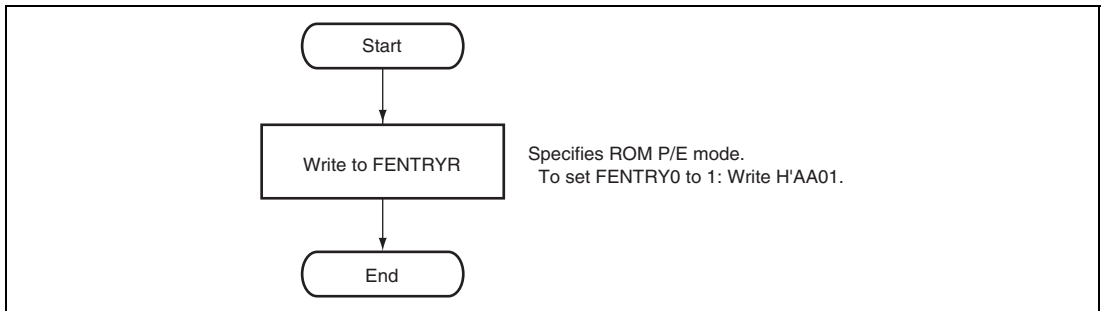 Start
Write to FENTRYR
Specifies ROM P/E mode.
To set FENTRY0 to 1: Write H'AA01.
End